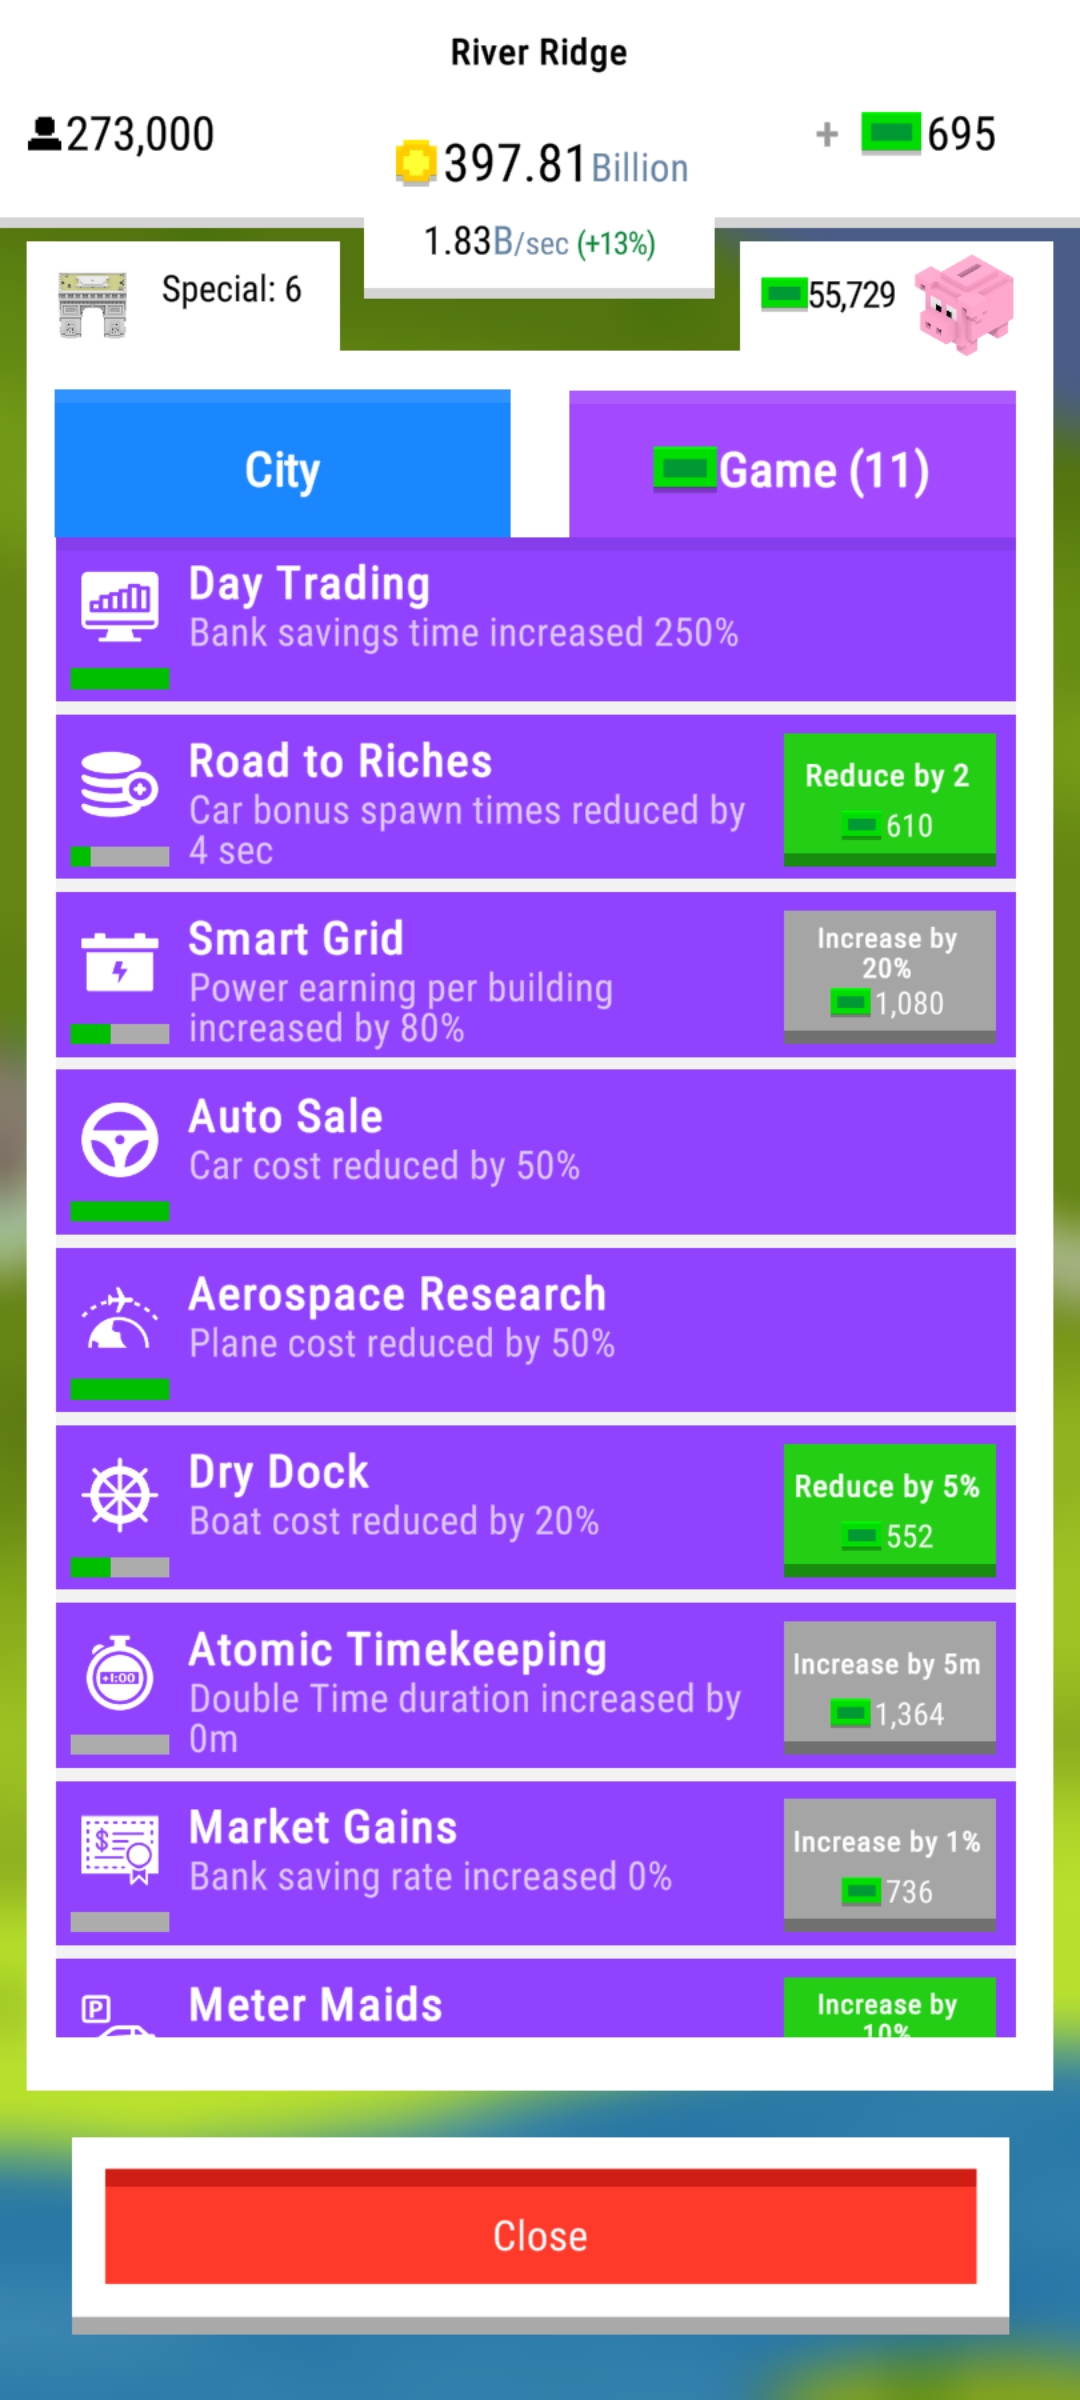 River Ridge
273,000
397.81 Billion
+ 695
1.83B/sec (+13%)
Special: 6
55,729
City
Game (11)
Day Trading
Bank savings time increased 250%
Road to Riches
Car bonus spawn times reduced by
4 sec
Reduce by 2
610
Smart Grid
Power earning per building
increased by 80%
Increase by
20%
1,080
Auto Sale
Car cost reduced by 50%
Aerospace Research
Plane cost reduced by 50%
Dry Dock
Boat cost reduced by 20%
Reduce by 5%
552
+1:00
Atomic Timekeeping
Double Time duration increased by
0m
Increase by 5m
1,364
$
Market Gains
Bank saving rate increased 0%
Increase by 1%
736
P
Meter Maids
Increase by
10%
Close